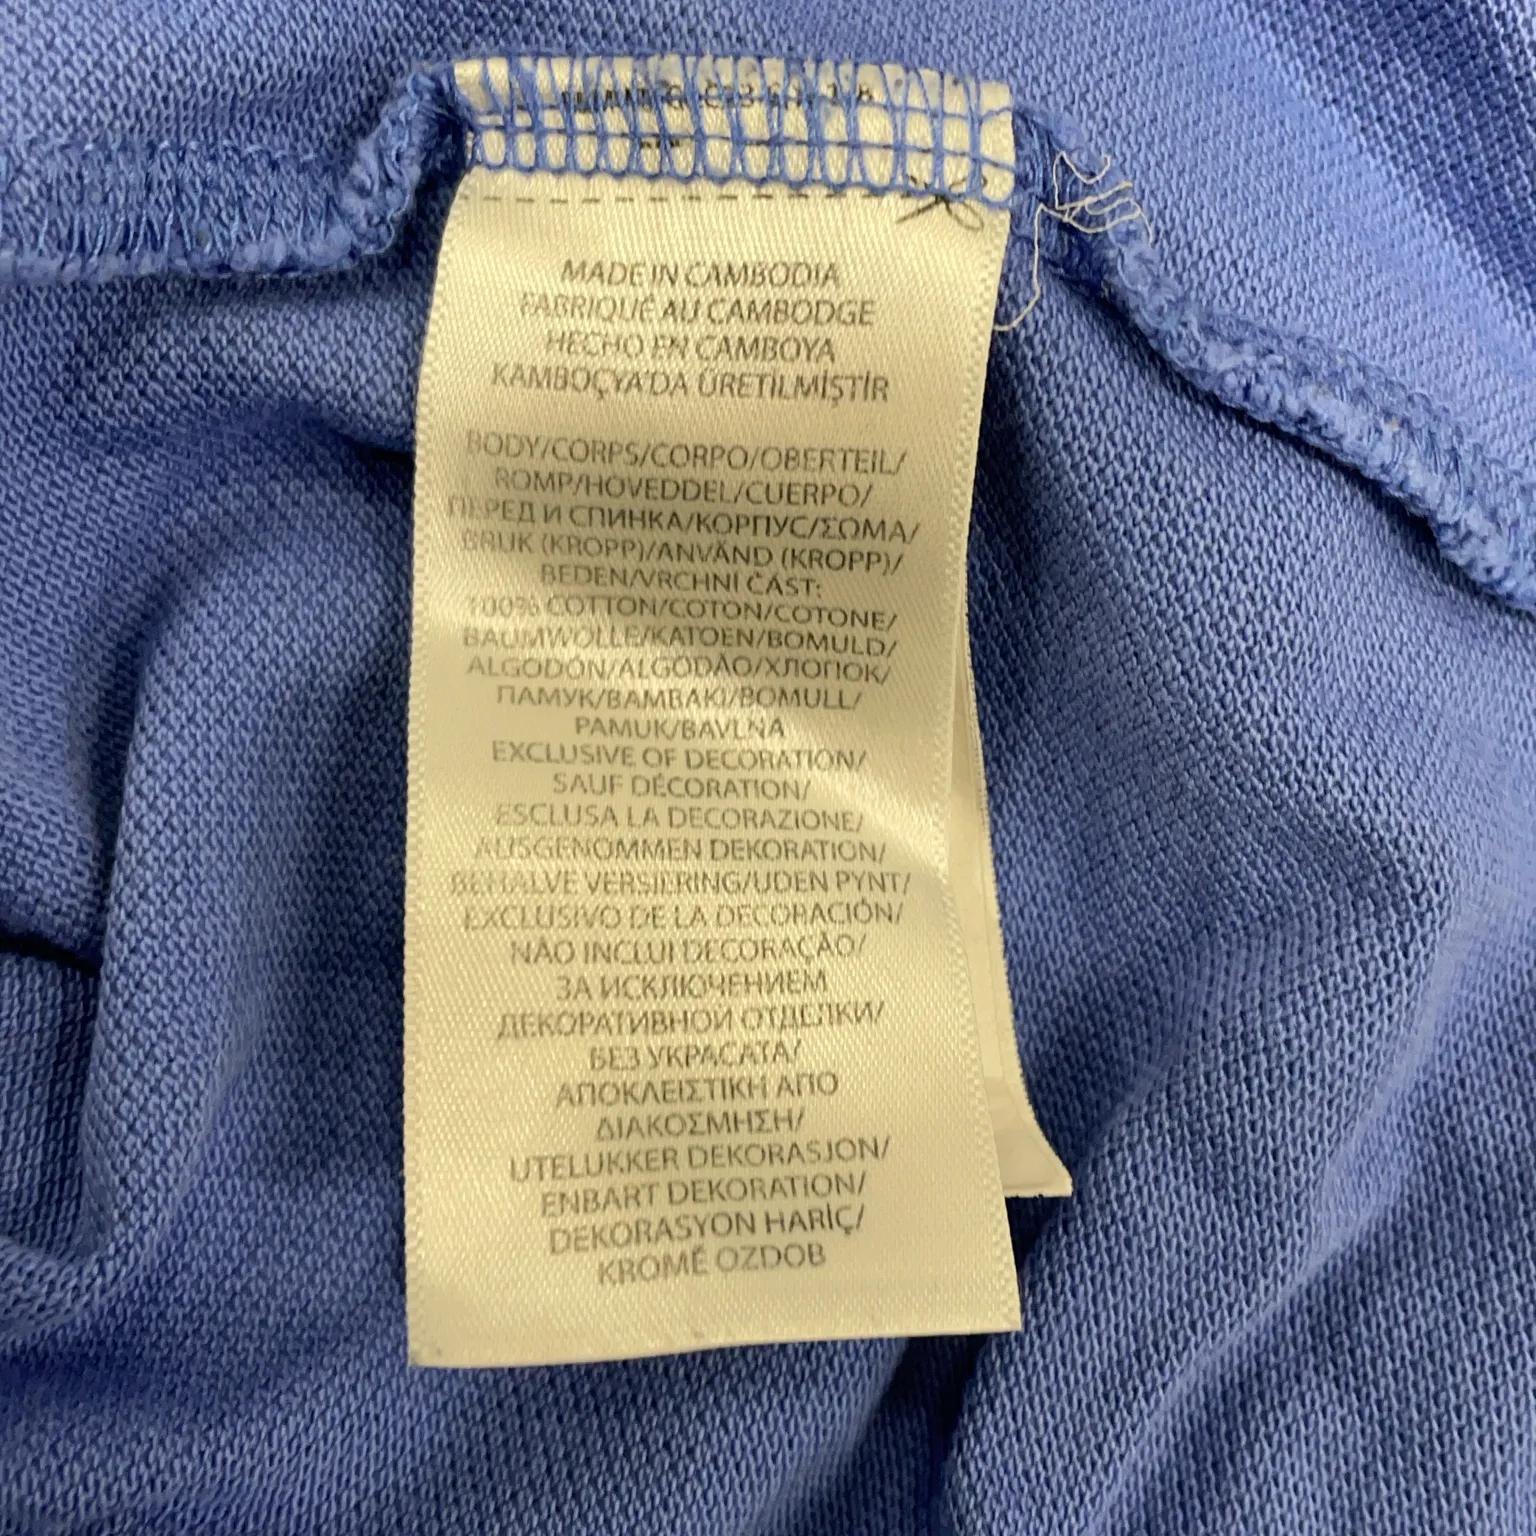 MADE IN CAMBODIA
FABRIQUÉ AU CAMBODGE
HECHO EN CAMBOYA
KAMBOÇYA'DA ÜRETİLMİŞTİR
BODY/CORPS/CORPO/OBERTEIL/
ROMP/HOVEDDEL/CUERPO/
ПЕРЕД И СПИНКА/КОРПУС/ΣΩΜΑ/
BRUK (KROPP)/ANVÄND (KROPP)/
BEDEN/VRCHNÍ ČÁST:
100% COTTON/COTON/COTONE/
BAUMWOLLE/KATOEN/BOMULD/
ALGODÓN/ALGODÃO/ХЛОПОК/
ПАМУК/ΒΑΜΒΑΚΙ/BOMULL/
PAMUK/BAVLNA
EXCLUSIVE OF DECORATION/
SAUF DÉCORATION/
ESCLUSA LA DECORAZIONE/
AUSGENOMMEN DEKORATION/
BEHALVE VERSIERING/UDEN PYNT/
EXCLUSIVO DE LA DECORACIÓN/
NÃO INCLUI DECORAÇÃO/
ЗА ИСКЛЮЧЕНИЕМ
ДЕКОРАТИВНОЙ ОТДЕЛКИ/
БЕЗ УКРАСАТА/
ΑΠΟΚΛΕΙΣΤΙΚΗ ΑΠΟ
ΔΙΑΚΟΣΜΗΣΗ/
UTELUKKER DEKORASJON/
ENBART DEKORATION/
DEKORASYON HARİÇ/
KROMĚ OZDOB